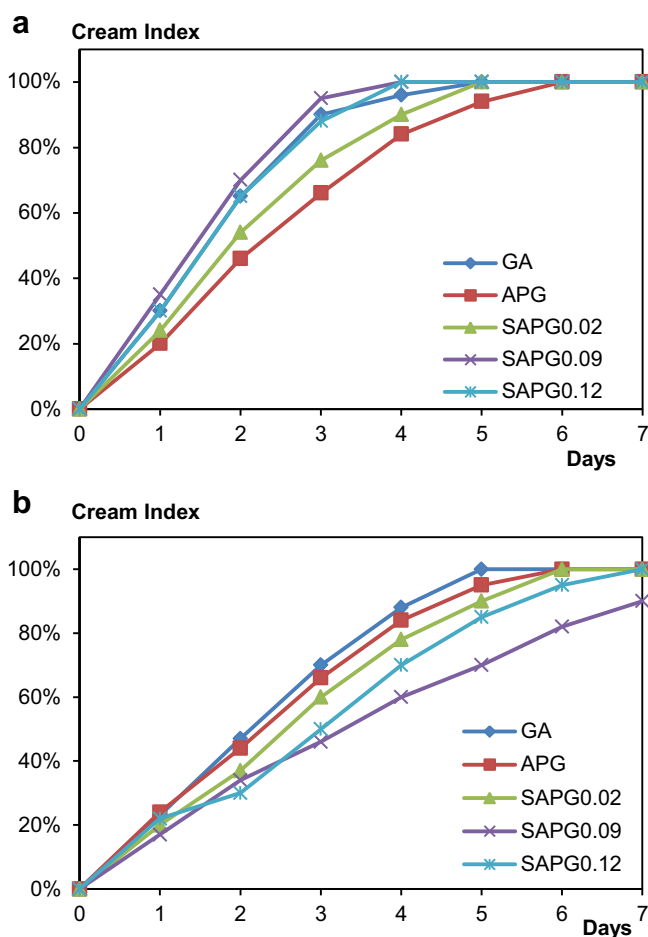 a
Cream Index
100%
80%
60%
40%
20%
0%
GA
APG
SAPG0.02
SAPG0.09
SAPG0.12
0 1 2 3 4 5 6 7
Days
b
Cream Index
100%
80%
60%
40%
20%
0%
GA
APG
SAPG0.02
SAPG0.09
SAPG0.12
0 1 2 3 4 5 6 7
Days